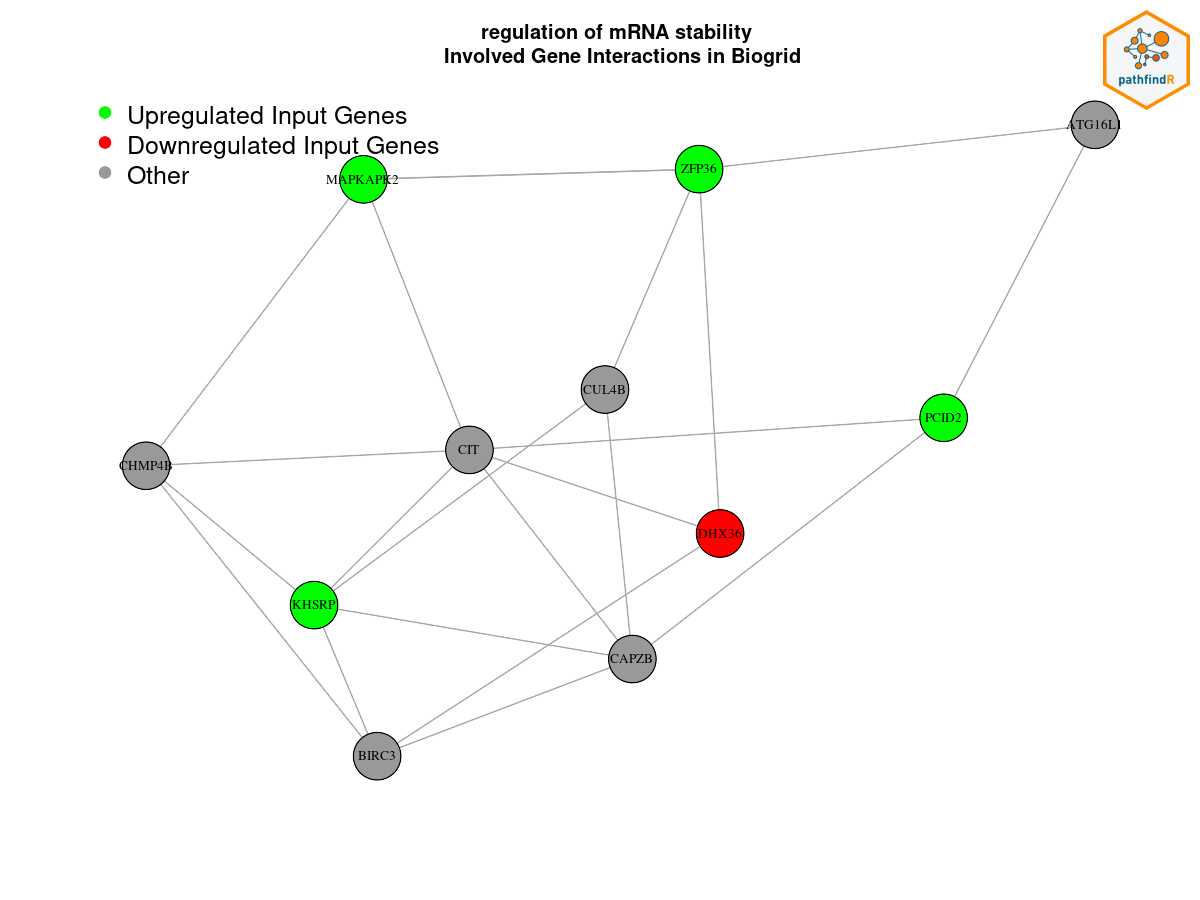 regulation of mRNA stability
Involved Gene Interactions in Biogrid
pathfindR
Upregulated Input Genes
Downregulated Input Genes
Other
ATG16L1
MAPKAPK2
ZFP36
CUL4B
PCID2
CIT
CHMP4B
DHX36
KHSRP
CAPZB
BIRC3